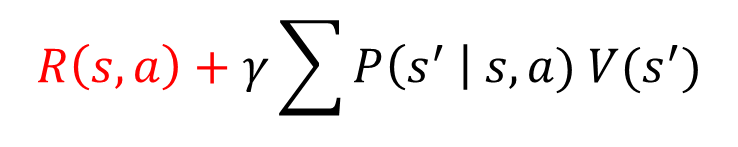 R(s, a) + γ ∑ P(s′ | s, a) V(s′)